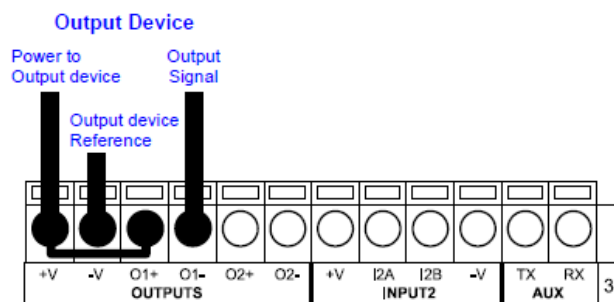 Output Device
Power to
Output device
Output
Signal
Output device
Reference
+V -V O1+ O1- O2+ O2- +V I2A I2B -V TX RX
OUTPUTS INPUT2 AUX 3